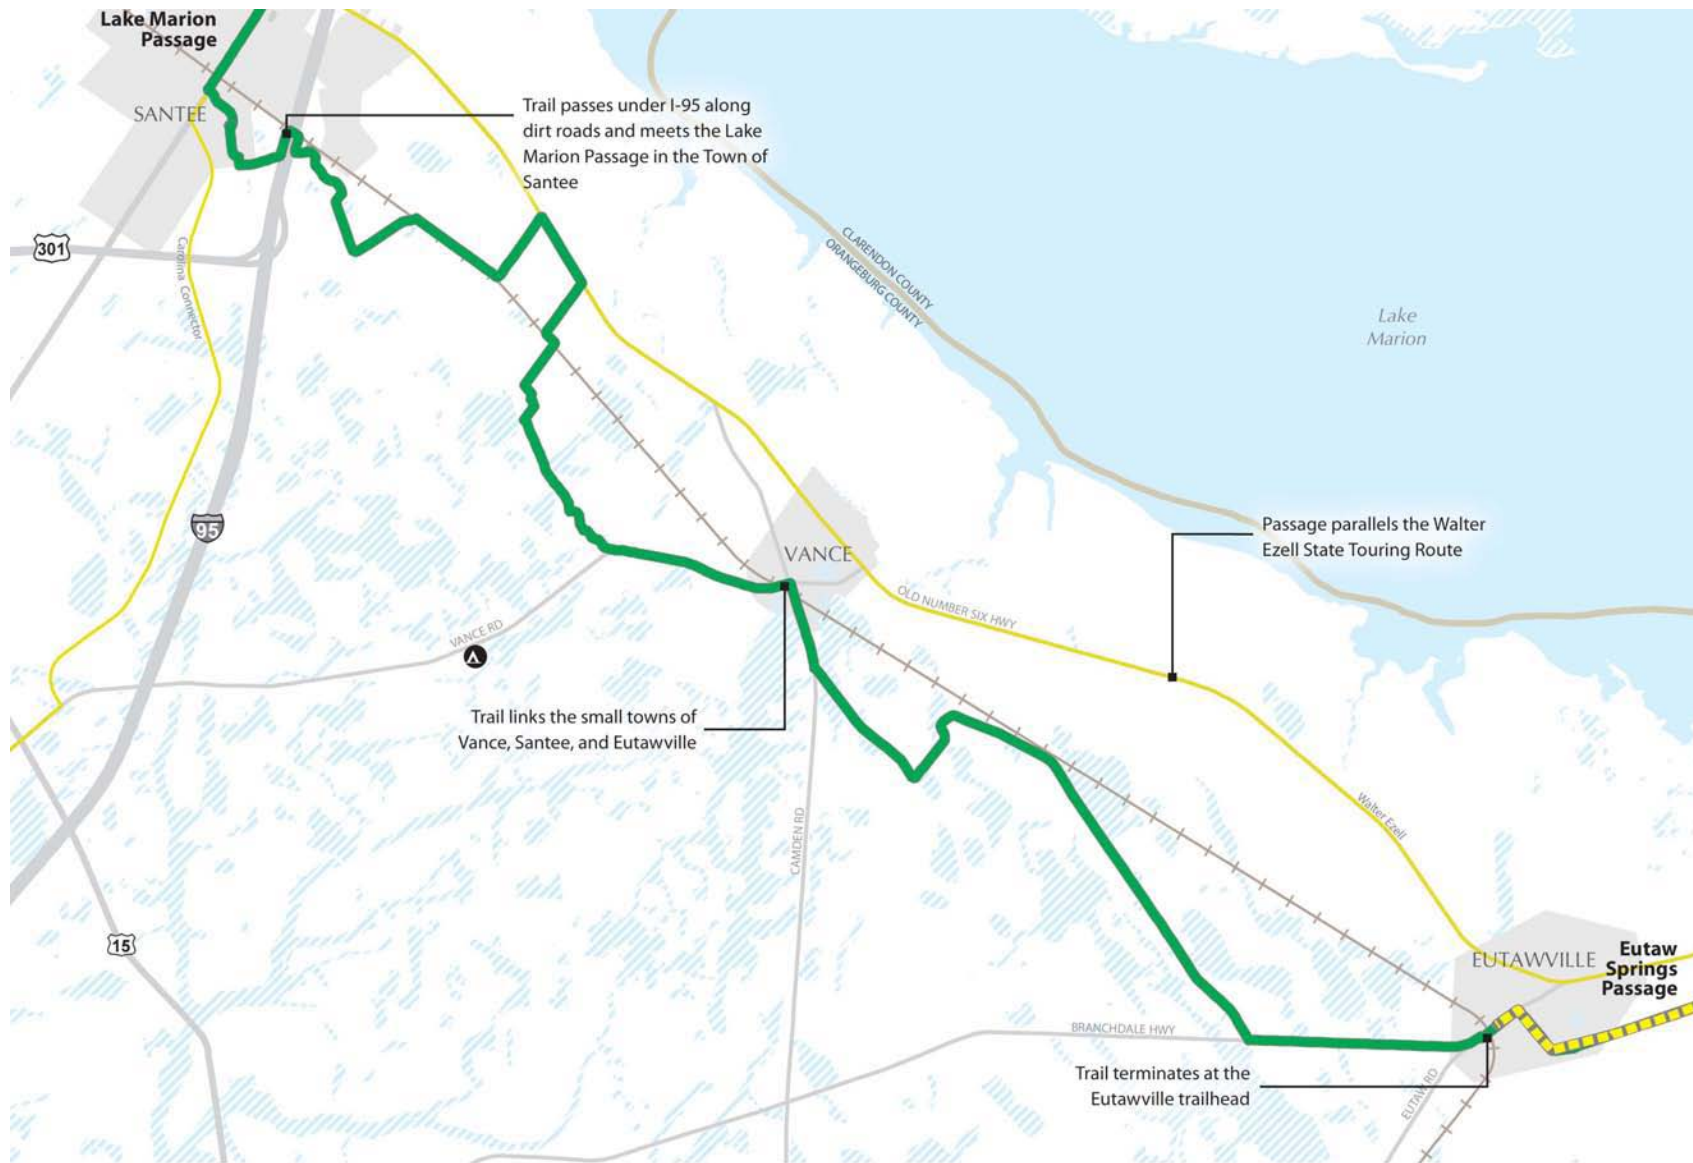 Lake Marion
Passage
SANTEE
Trail passes under I-95 along
dirt roads and meets the Lake
Marion Passage in the Town of
Santee
301
Carolina Connector
CLARENDON COUNTY
ORANGEBURG COUNTY
Lake
Marion
95
VANCE
Passage parallels the Walter
Ezell State Touring Route
OLD NUMBER SIX HWY
VANCE RD
Trail links the small towns of
Vance, Santee, and Eutawville
CAMDEN RD
Walter Ezell
15
EUTAWVILLE
Eutaw
Springs
Passage
BRANCHDALE HWY
Trail terminates at the
Eutawville trailhead
EUTAW RD